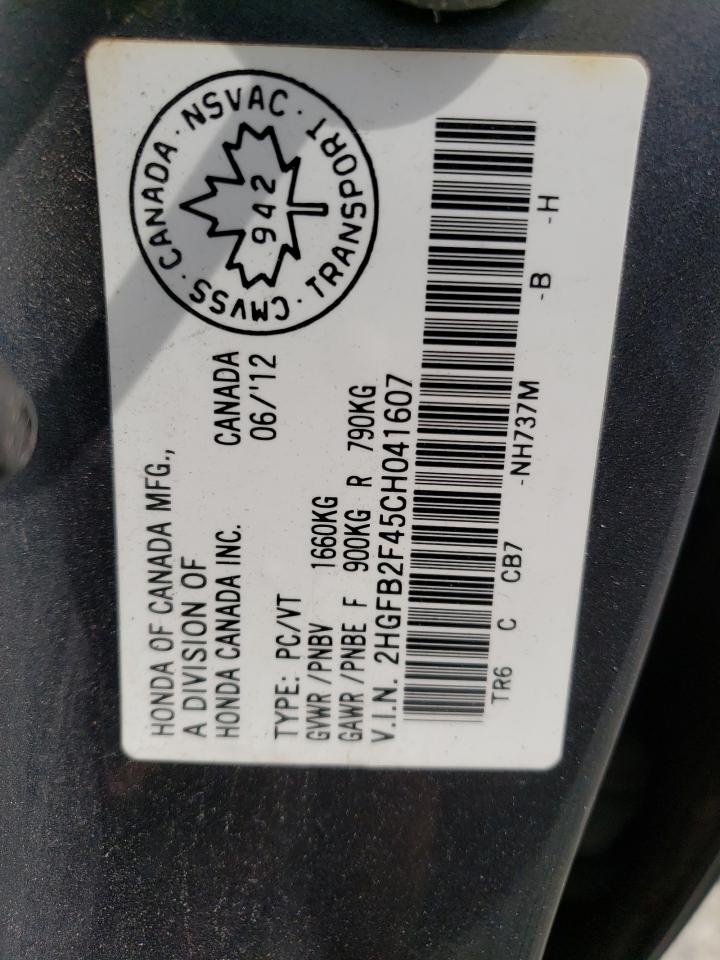 HONDA OF CANADA MFG.,
A DIVISION OF
HONDA CANADA INC. CANADA
06/'12
TYPE: PC/VT
GVWR /PNBV 1660KG
GAWR /PNBE F 900KG R 790KG
V.I.N. 2HGFB2F45CH041607
TR6 C CB7 -NH737M -B -H
CMVSS · CANADA · NSVAC · TRANSPORT ·
942